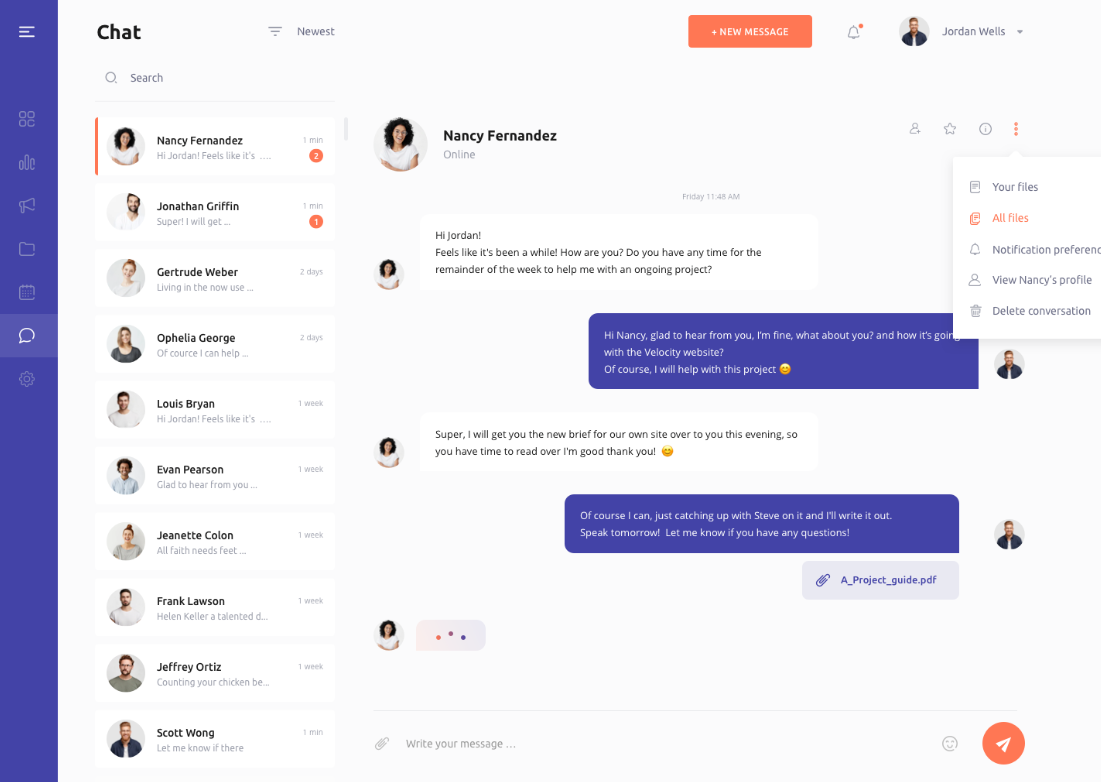 Chat
Newest
+ NEW MESSAGE
Jordan Wells
Search
Nancy Fernandez
1 min
Hi Jordan! Feels like it's ....
2
Jonathan Griffin
1 min
Super! I will get ...
1
Gertrude Weber
2 days
Living in the now use ...
Ophelia George
2 days
Of cource I can help ...
Louis Bryan
1 week
Hi Jordan! Feels like it's ....
Evan Pearson
1 week
Glad to hear from you ...
Jeanette Colon
1 week
All faith needs feet ...
Frank Lawson
1 week
Helen Keller a talented d...
Jeffrey Ortiz
1 week
Counting your chicken be...
Scott Wong
1 min
Let me know if there
Nancy Fernandez
Online
Your files
All files
Notification preferenc
View Nancy's profile
Delete conversation
Friday 11:48 AM
Hi Jordan!
Feels like it's been a while! How are you? Do you have any time for the
remainder of the week to help me with an ongoing project?
Hi Nancy, glad to hear from you, I'm fine, what about you? and how it's going
with the Velocity website?
Of course, I will help with this project 😊
Super, I will get you the new brief for our own site over to you this evening, so
you have time to read over I'm good thank you! 😊
Of course I can, just catching up with Steve on it and I'll write it out.
Speak tomorrow! Let me know if you have any questions!
A_Project_guide.pdf
Write your message ...